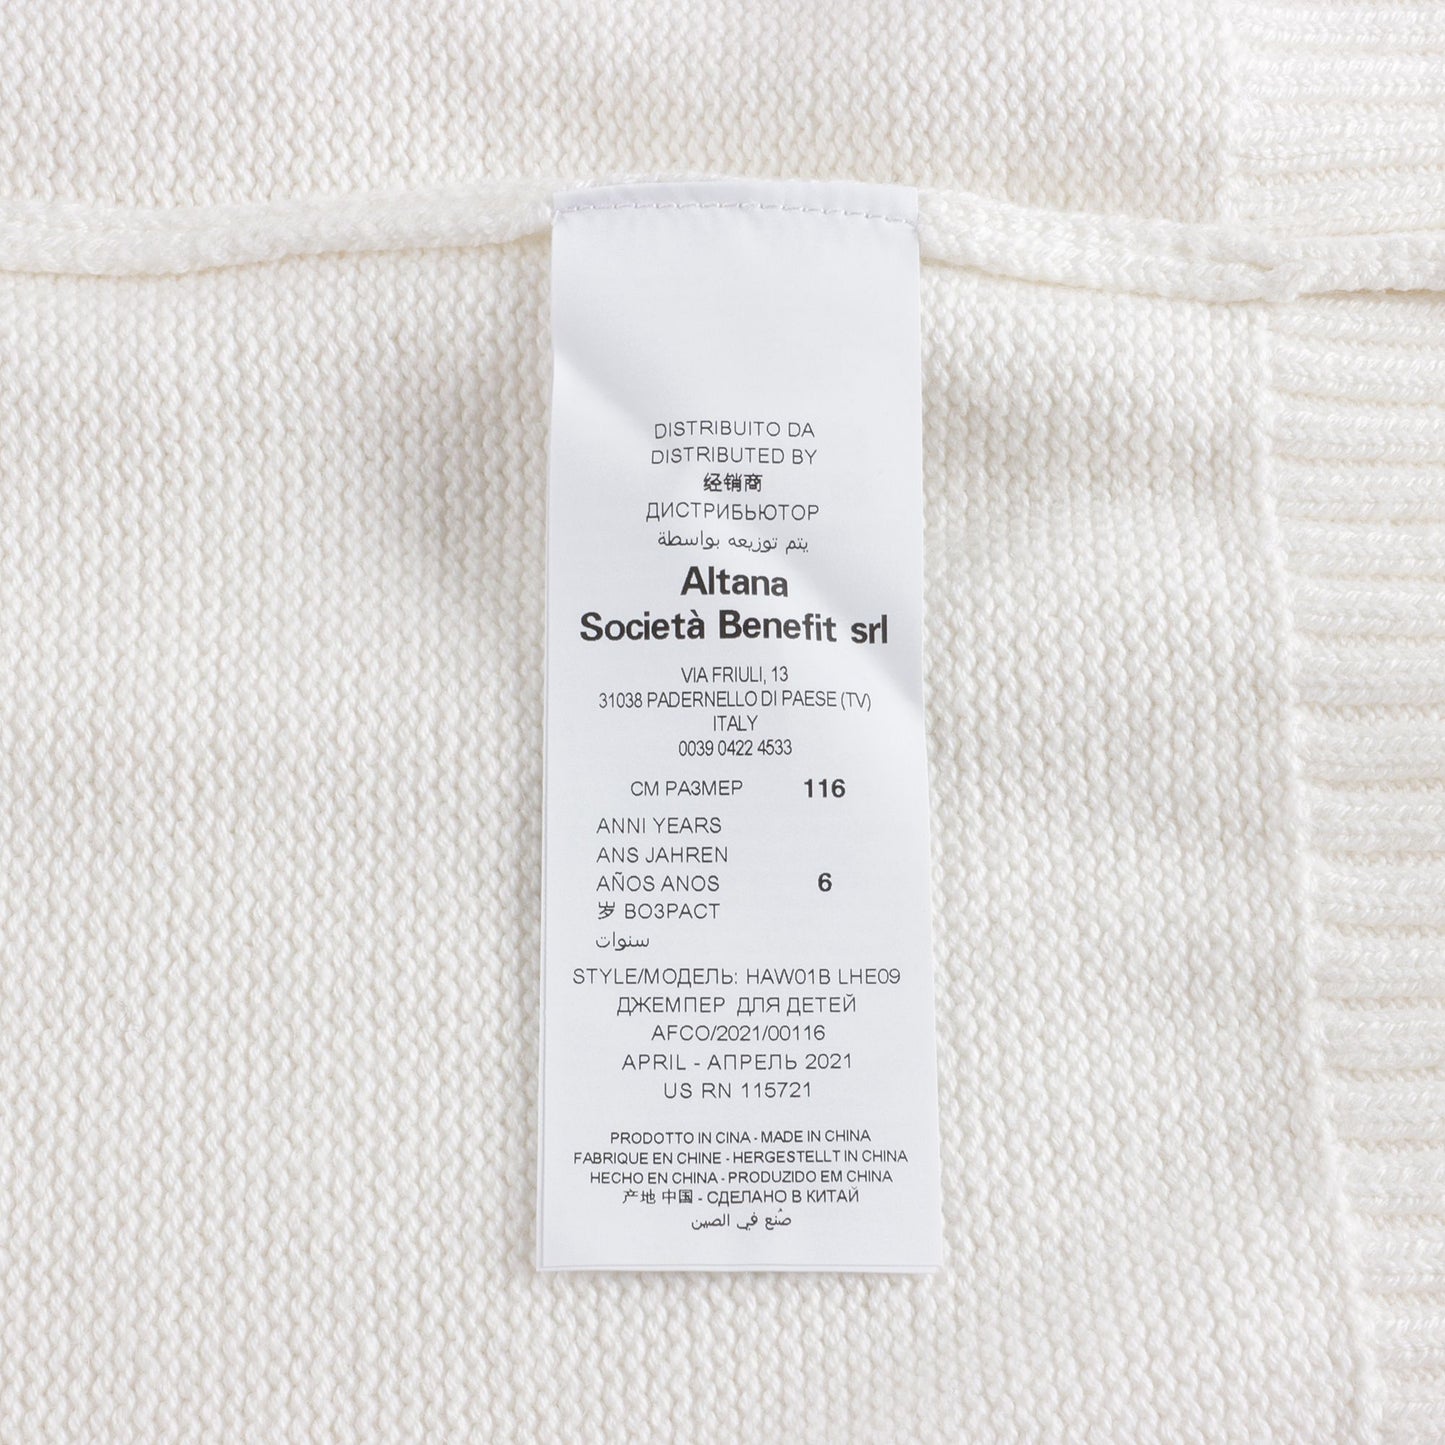 DISTRIBUITO DA
DISTRIBUTED BY
经销商
ДИСТРИБЬЮТОР
يتم توزيعه بواسطة
Altana
Società Benefit srl
VIA FRIULI, 13
31038 PADERNELLO DI PAESE (TV)
ITALY
0039 0422 4533
СМ РАЗМЕР 116
ANNI YEARS
ANS JAHREN
AÑOS ANOS 6
岁 ВОЗРАСТ
سنوات
STYLE/МОДЕЛЬ: HAW01B LHE09
ДЖЕМПЕР ДЛЯ ДЕТЕЙ
AFCO/2021/00116
APRIL - АПРЕЛЬ 2021
US RN 115721
PRODOTTO IN CINA - MADE IN CHINA
FABRIQUE EN CHINE - HERGESTELLT IN CHINA
HECHO EN CHINA - PRODUZIDO EM CHINA
产地 中国 - СДЕЛАНО В КИТАЙ
صُنع في الصين